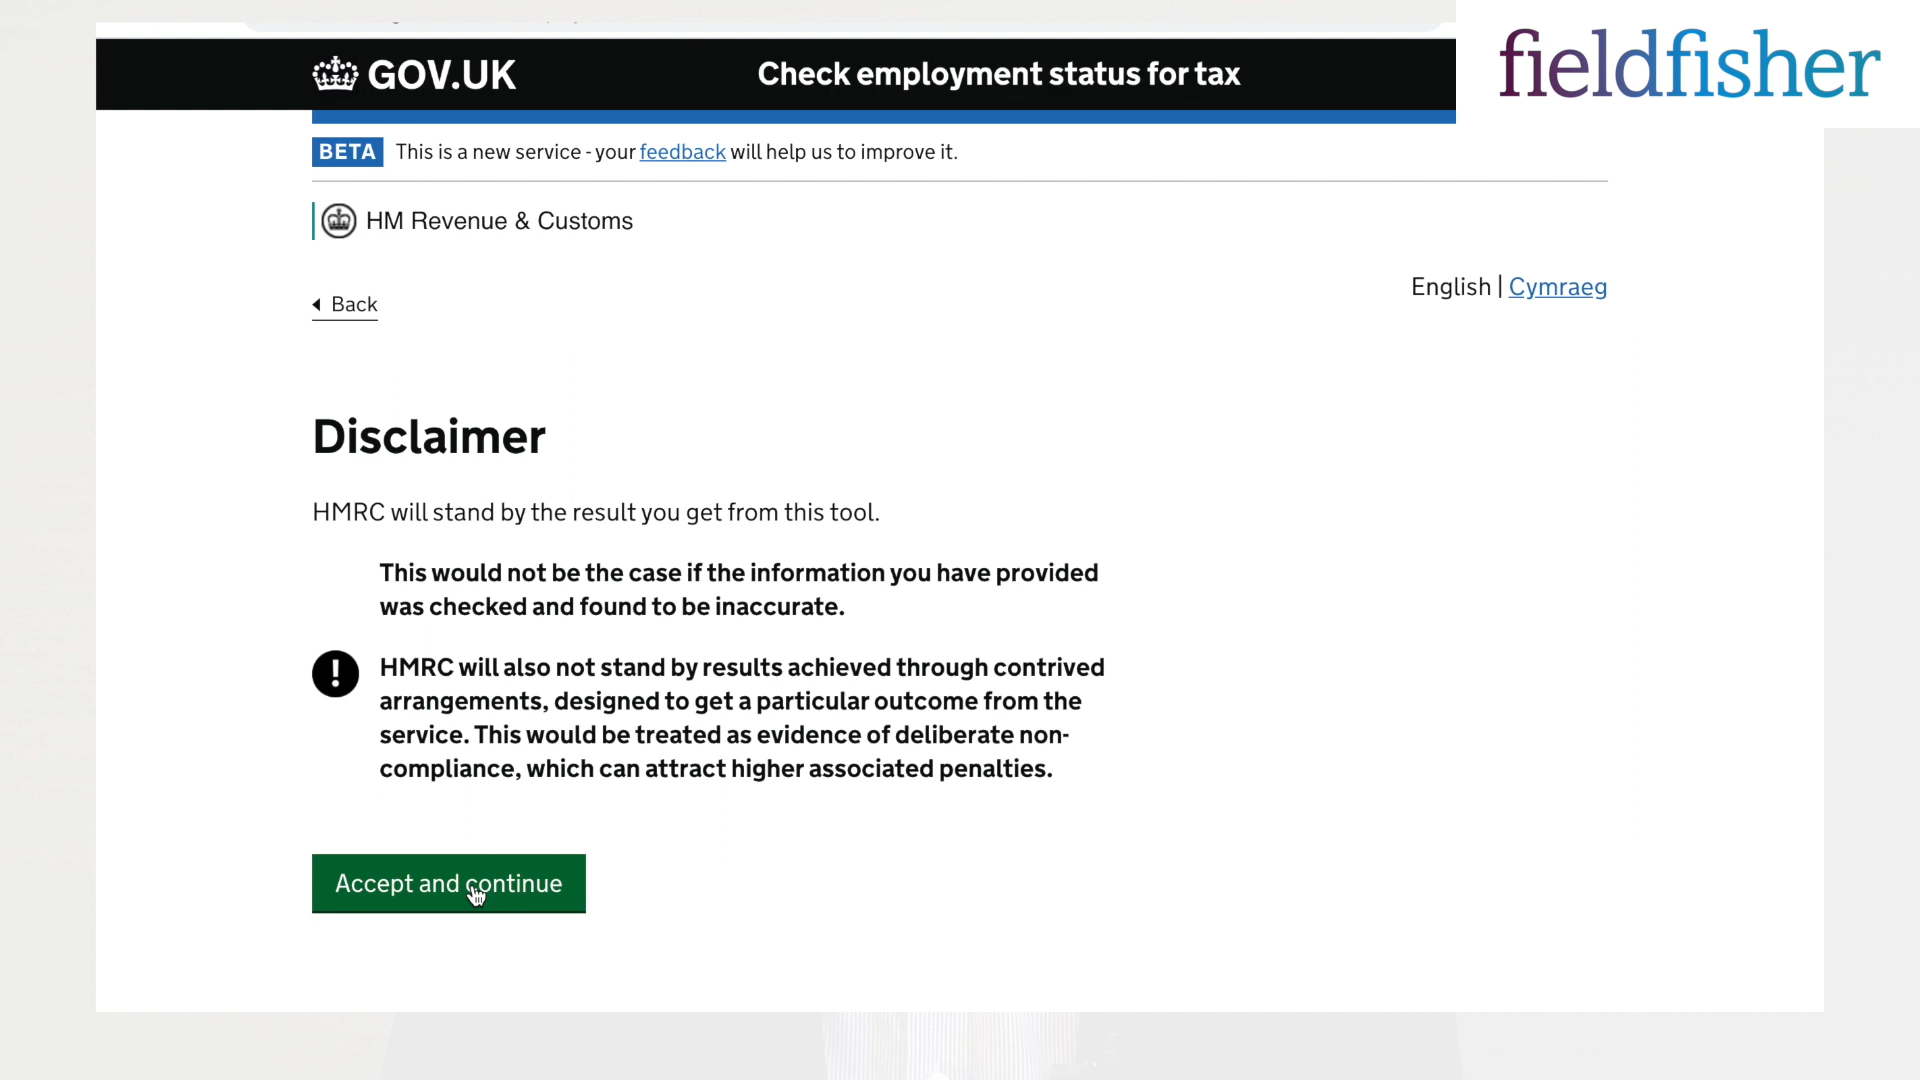 GOV.UK
Check employment status for tax
fieldfisher
BETA This is a new service - your feedback will help us to improve it.
HM Revenue & Customs
English | Cymraeg
Back
Disclaimer
HMRC will stand by the result you get from this tool.
This would not be the case if the information you have provided
was checked and found to be inaccurate.
! HMRC will also not stand by results achieved through contrived
arrangements, designed to get a particular outcome from the
service. This would be treated as evidence of deliberate non-
compliance, which can attract higher associated penalties.
Accept and continue